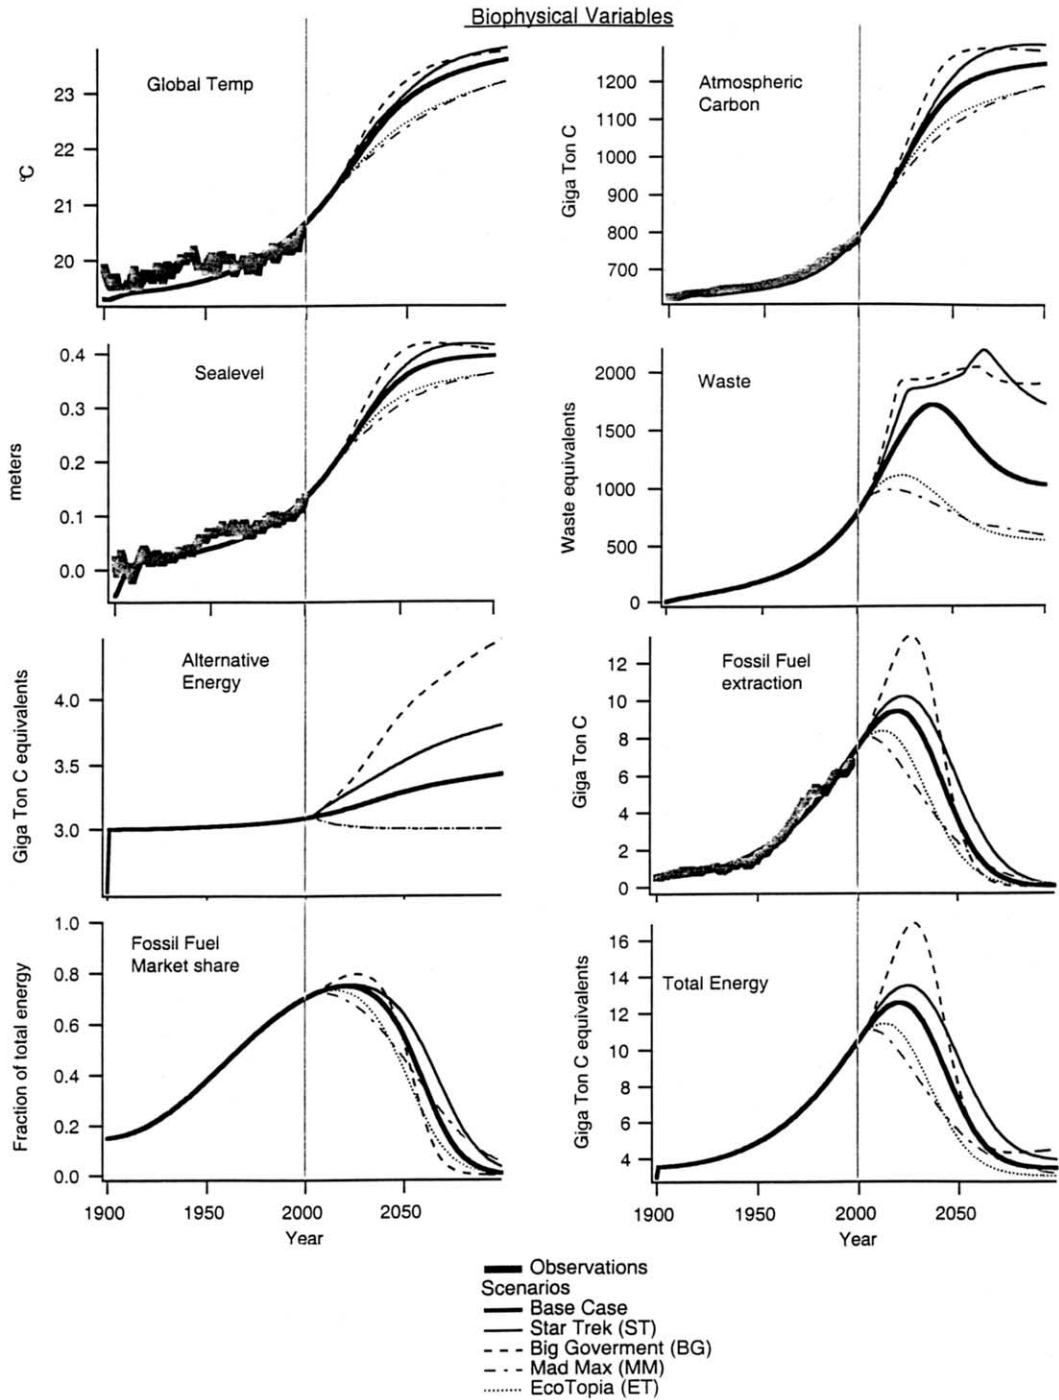 Biophysical Variables
Global Temp
°C
23
22
21
20
Atmospheric
Carbon
Giga Ton C
1200
1100
1000
900
800
700
Sealevel
meters
0.4
0.3
0.2
0.1
0.0
Waste
Waste equivalents
2000
1500
1000
500
0
Alternative
Energy
Giga Ton C equivalents
4.0
3.5
3.0
Fossil Fuel
extraction
Giga Ton C
12
10
8
6
4
2
0
Fossil Fuel
Market share
Fraction of total energy
1.0
0.8
0.6
0.4
0.2
0.0
1900 1950 2000 2050
Year
Total Energy
Giga Ton C equivalents
16
14
12
10
8
6
4
1900 1950 2000 2050
Year
Observations
Scenarios
Base Case
Star Trek (ST)
Big Goverment (BG)
Mad Max (MM)
EcoTopia (ET)